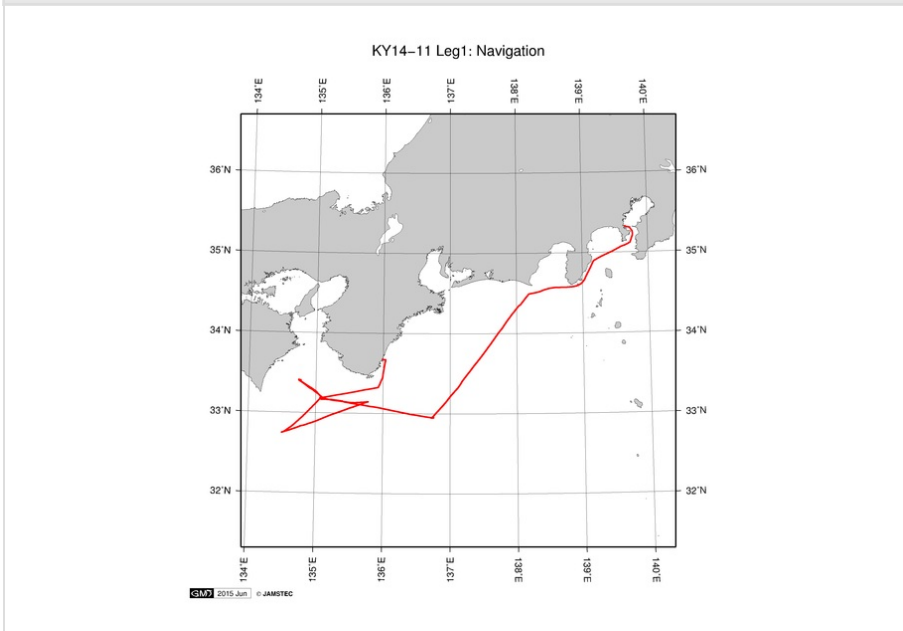 KY14−11 Leg1: Navigation
134˚E 135˚E 136˚E 137˚E 138˚E 139˚E 140˚E
36˚N 36˚N
35˚N 35˚N
34˚N 34˚N
33˚N 33˚N
32˚N 32˚N
134˚E 135˚E 136˚E 137˚E 138˚E 139˚E 140˚E
GMT 2015 Jun © JAMSTEC